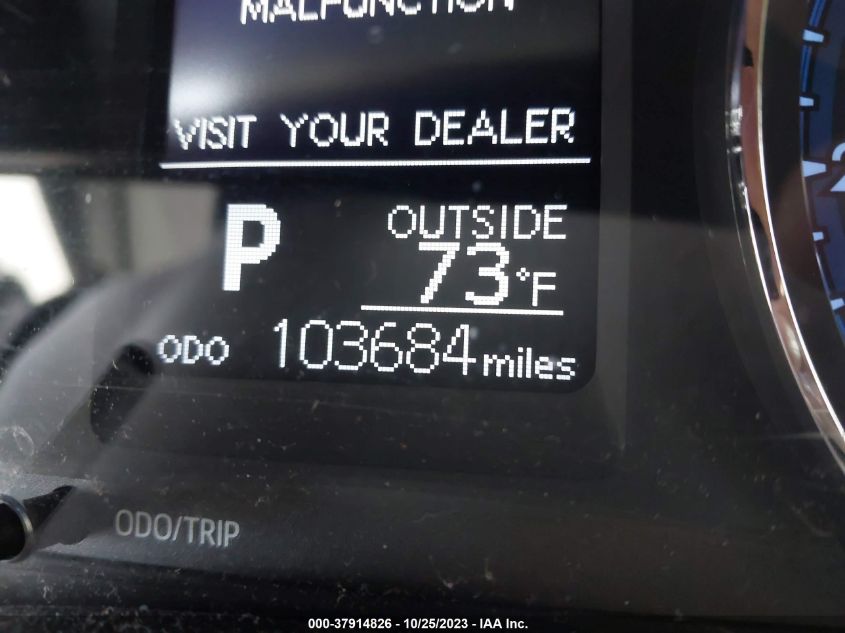 MALFUNCTION
VISIT YOUR DEALER
P
OUTSIDE
73°F
ODO 103684 miles
ODO/TRIP
000-37914826 / 10/25/2023 - IAA Inc.